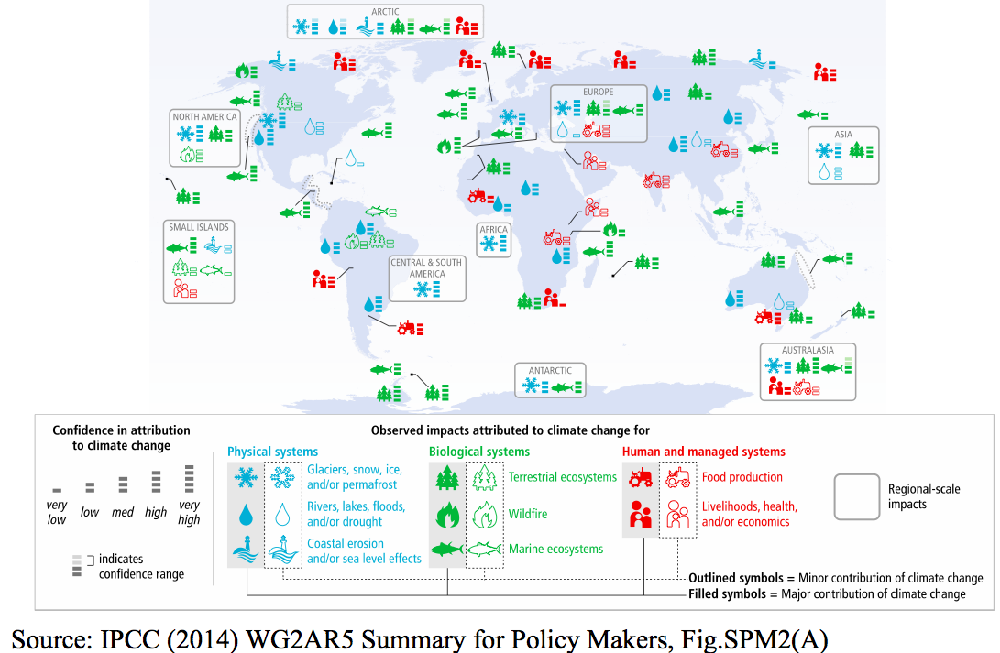 ARCTIC
EUROPE
NORTH AMERICA
ASIA
SMALL ISLANDS
AFRICA
CENTRAL & SOUTH
AMERICA
AUSTRALASIA
ANTARCTIC
Confidence in attribution
to climate change
very
low
low
med
high
very
high
indicates
confidence range
Observed impacts attributed to climate change for
Physical systems
Glaciers, snow, ice,
and/or permafrost
Rivers, lakes, floods,
and/or drought
Coastal erosion
and/or sea level effects
Biological systems
Terrestrial ecosystems
Wildfire
Marine ecosystems
Human and managed systems
Food production
Livelihoods, health,
and/or economics
Regional-scale
impacts
Outlined symbols = Minor contribution of climate change
Filled symbols = Major contribution of climate change
Source: IPCC (2014) WG2AR5 Summary for Policy Makers, Fig.SPM2(A)